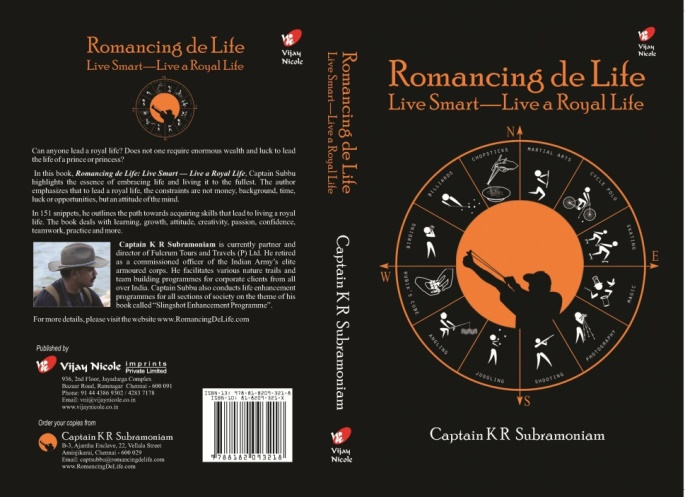 Romancing de Life
Live Smart—Live a Royal Life
Vijay
Nicole
Can anyone lead a royal life? Does not one require enormous wealth and luck to lead
the life of a prince or princess?
In this book, Romancing de Life: Live Smart — Live a Royal Life, Captain Subbu
highlights the essence of embracing life and living it to the fullest. The author
emphasizes that to lead a royal life, the constraints are not money, background, time,
luck or opportunities, but an attitude of the mind.
In 151 snippets, he outlines the path towards acquiring skills that lead to living a royal
life. The book deals with learning, growth, attitude, creativity, passion, confidence,
teamwork, practice and more.
Captain K R Subramoniam is currently partner and
director of Fulcrum Tours and Travels (P) Ltd. He retired
as a commissioned officer of the Indian Army's elite
armoured corps. He facilitates various nature trails and
team building programmes for corporate clients from all
over India. Captain Subbu also conducts life enhancement
programmes for all sections of society on the theme of his
book called "Slingshot Enhancement Programme".
For more details, please visit the website www.RomancingDeLife.com
Published by
Vijay Nicole imprints
Private Limited
936, 2nd Floor, Jayadurga Complex
Bazaar Road, Ramnagar Chennai - 600 091
Phone: 91 44 4386 9302 / 4283 7178
Email: vni@vijaynicole.co.in
www.vijaynicole.co.in
Order your copies from
Captain K R Subramoniam
B-3, Ajantha Enclave, 22, Vellala Street
Aminjikarai, Chennai - 600 029
Email: captsubbu@romancingdelife.com
www.RomancingDeLife.com
ISBN-13: 978-81-8209-321-8
ISBN-10: 81-8209-321-X
9788182093218
Romancing de Life
Live Smart—Live a Royal Life
Captain K R Subramoniam
Vijay
Nicole
Vijay
Nicole
Romancing de Life
Live Smart—Live a Royal Life
N
MARTIAL ARTS
CYCLE POLO
SKATING
E
MAGIC
PHOTOGRAPHY
SHOOTING
S
JUGGLING
ANGLING
RUBIK'S CUBE
W
BIRDING
BILLIARDS
CHOPSTICKS
Captain K R Subramoniam